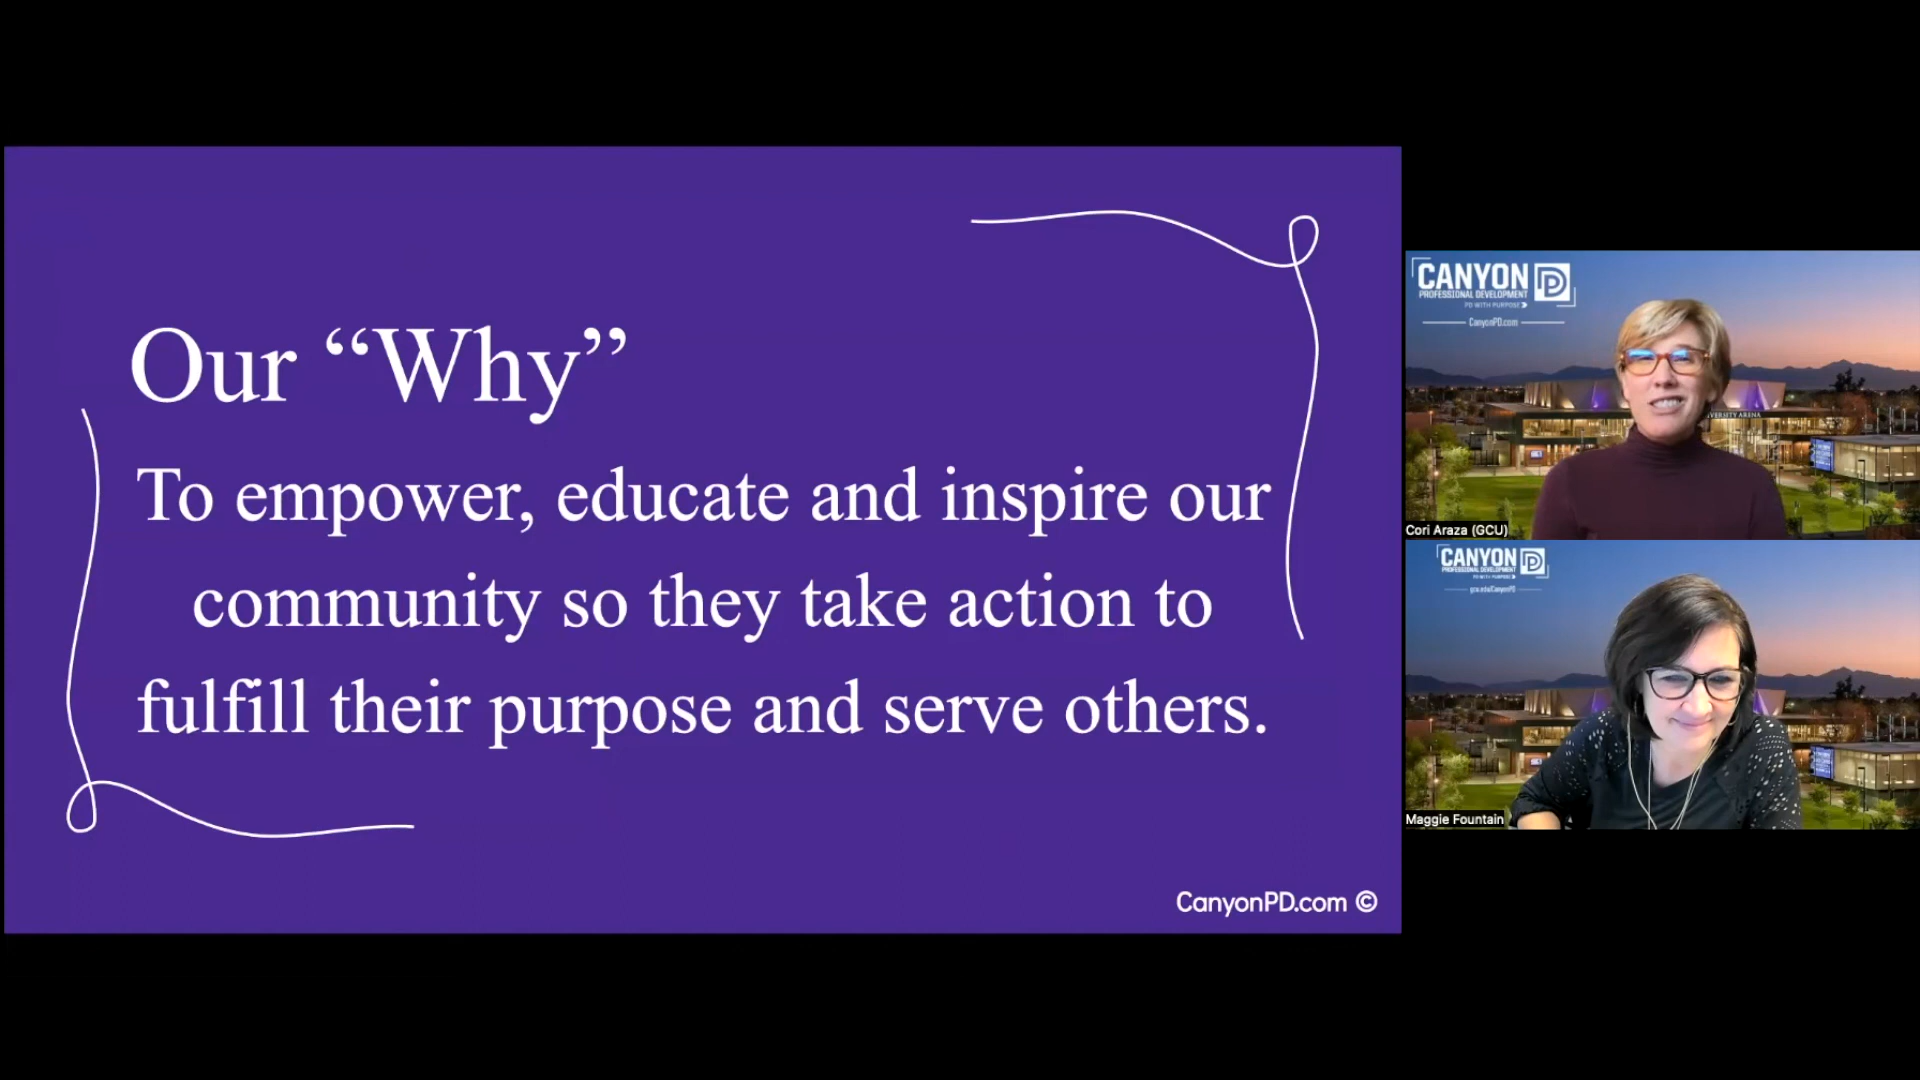 Our “Why”
To empower, educate and inspire our
community so they take action to
fulfill their purpose and serve others.
CanyonPD.com ©
CANYON PD
PROFESSIONAL DEVELOPMENT
PD WITH PURPOSE
CanyonPD.com
VERSITY ARENA
Cori Araza (GCU)
CANYON PD
PROFESSIONAL DEVELOPMENT
PD WITH PURPOSE
gcu.edu/CanyonPD
Maggie Fountain